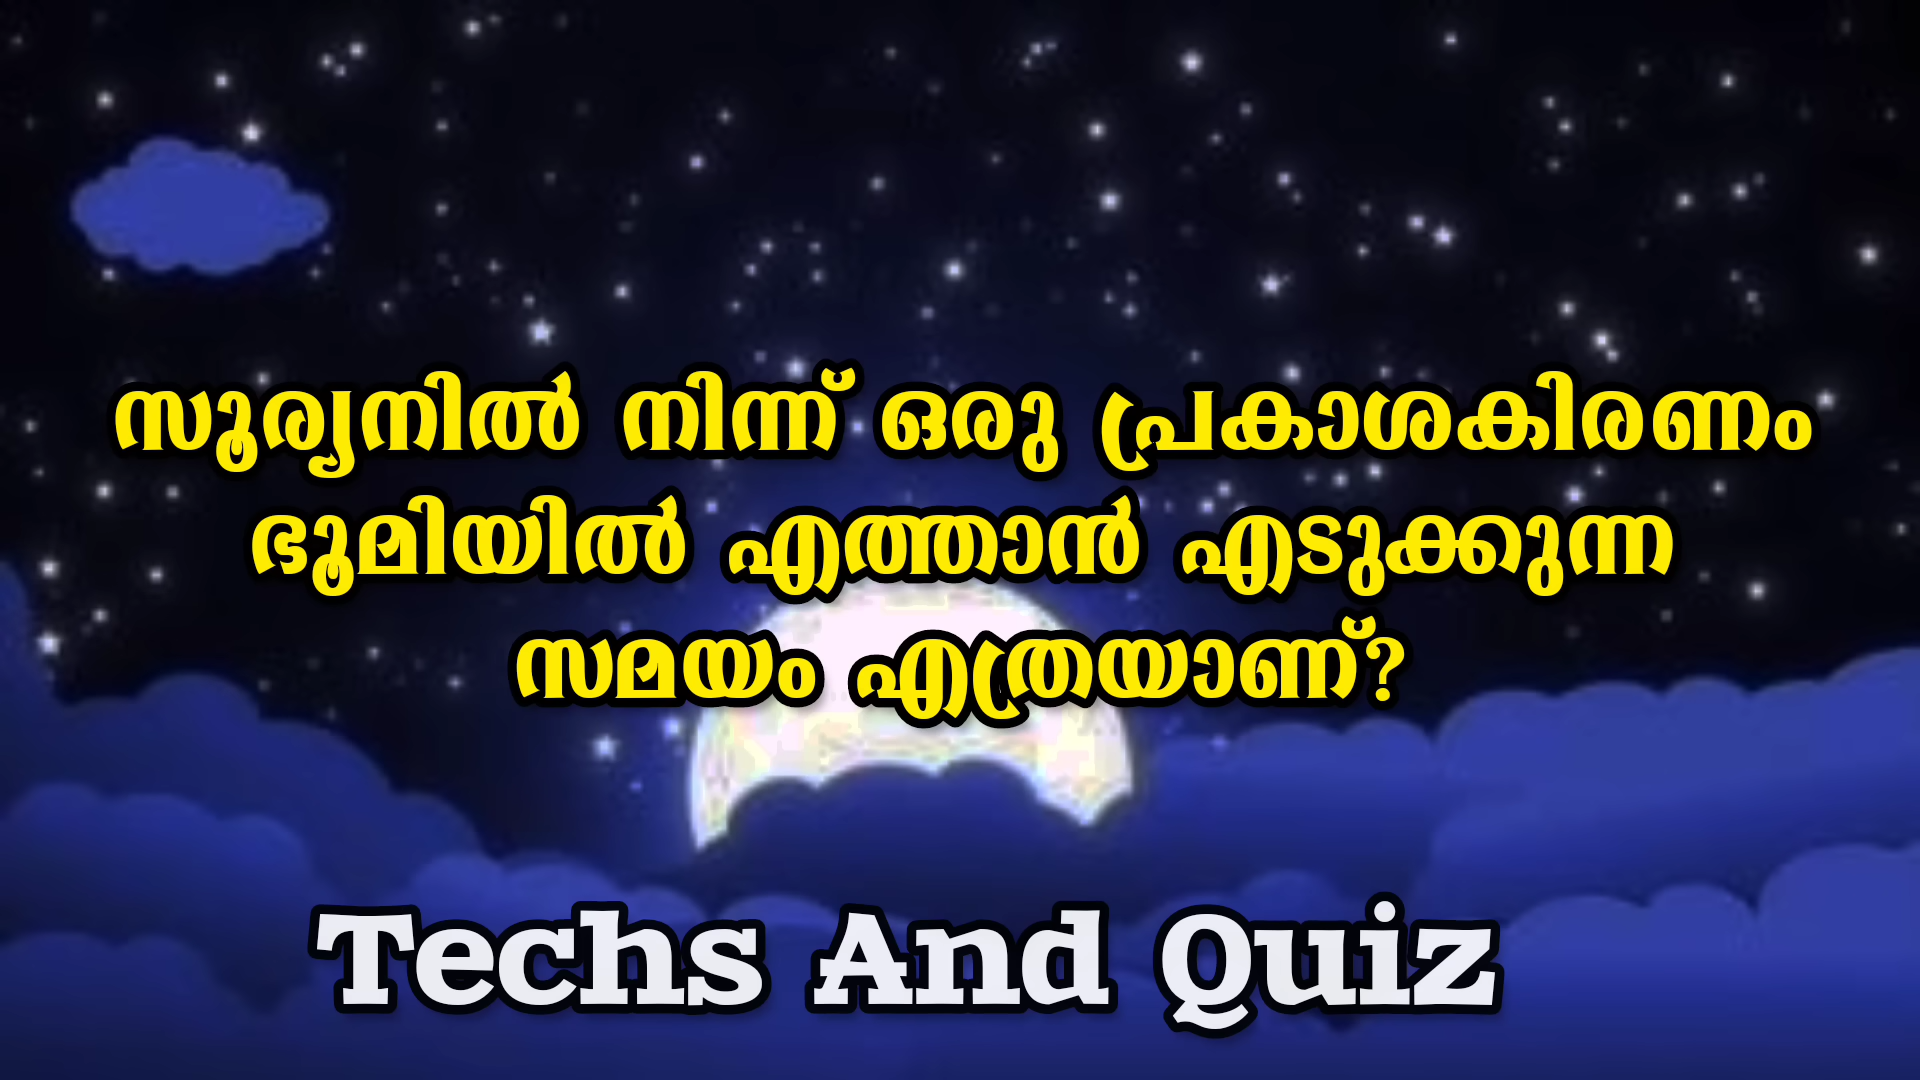 സൂര്യനിൽ നിന്ന് ഒരു പ്രകാശകിരണം
ഭൂമിയിൽ എത്താൻ എടുക്കുന്ന
സമയം എത്രയാണ്?
Techs And Quiz